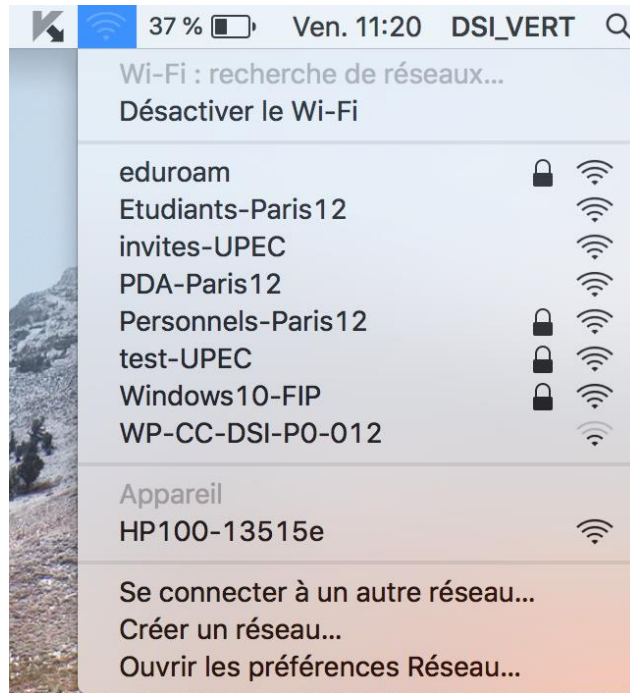 37 % Ven. 11:20 DSI_VERT
Wi-Fi : recherche de réseaux...
Désactiver le Wi-Fi
eduroam
Etudiants-Paris12
invites-UPEC
PDA-Paris12
Personnels-Paris12
test-UPEC
Windows10-FIP
WP-CC-DSI-P0-012
Appareil
HP100-13515e
Se connecter à un autre réseau...
Créer un réseau...
Ouvrir les préférences Réseau...